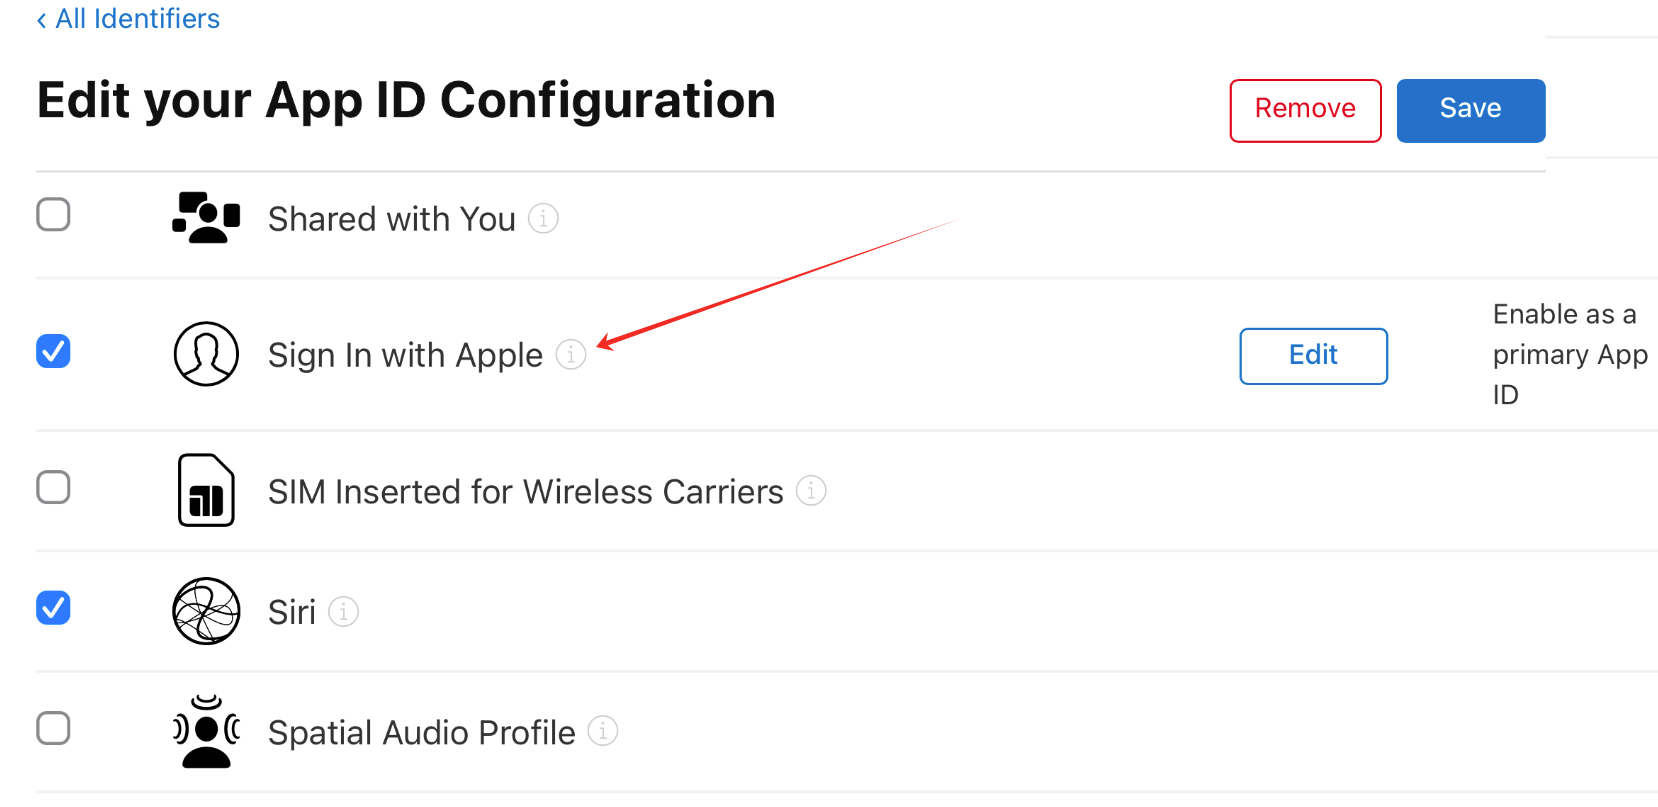 ‹ All Identifiers
Edit your App ID Configuration
Remove
Save
Shared with You
Sign In with Apple
Edit
Enable as a
primary App
ID
SIM Inserted for Wireless Carriers
Siri
Spatial Audio Profile